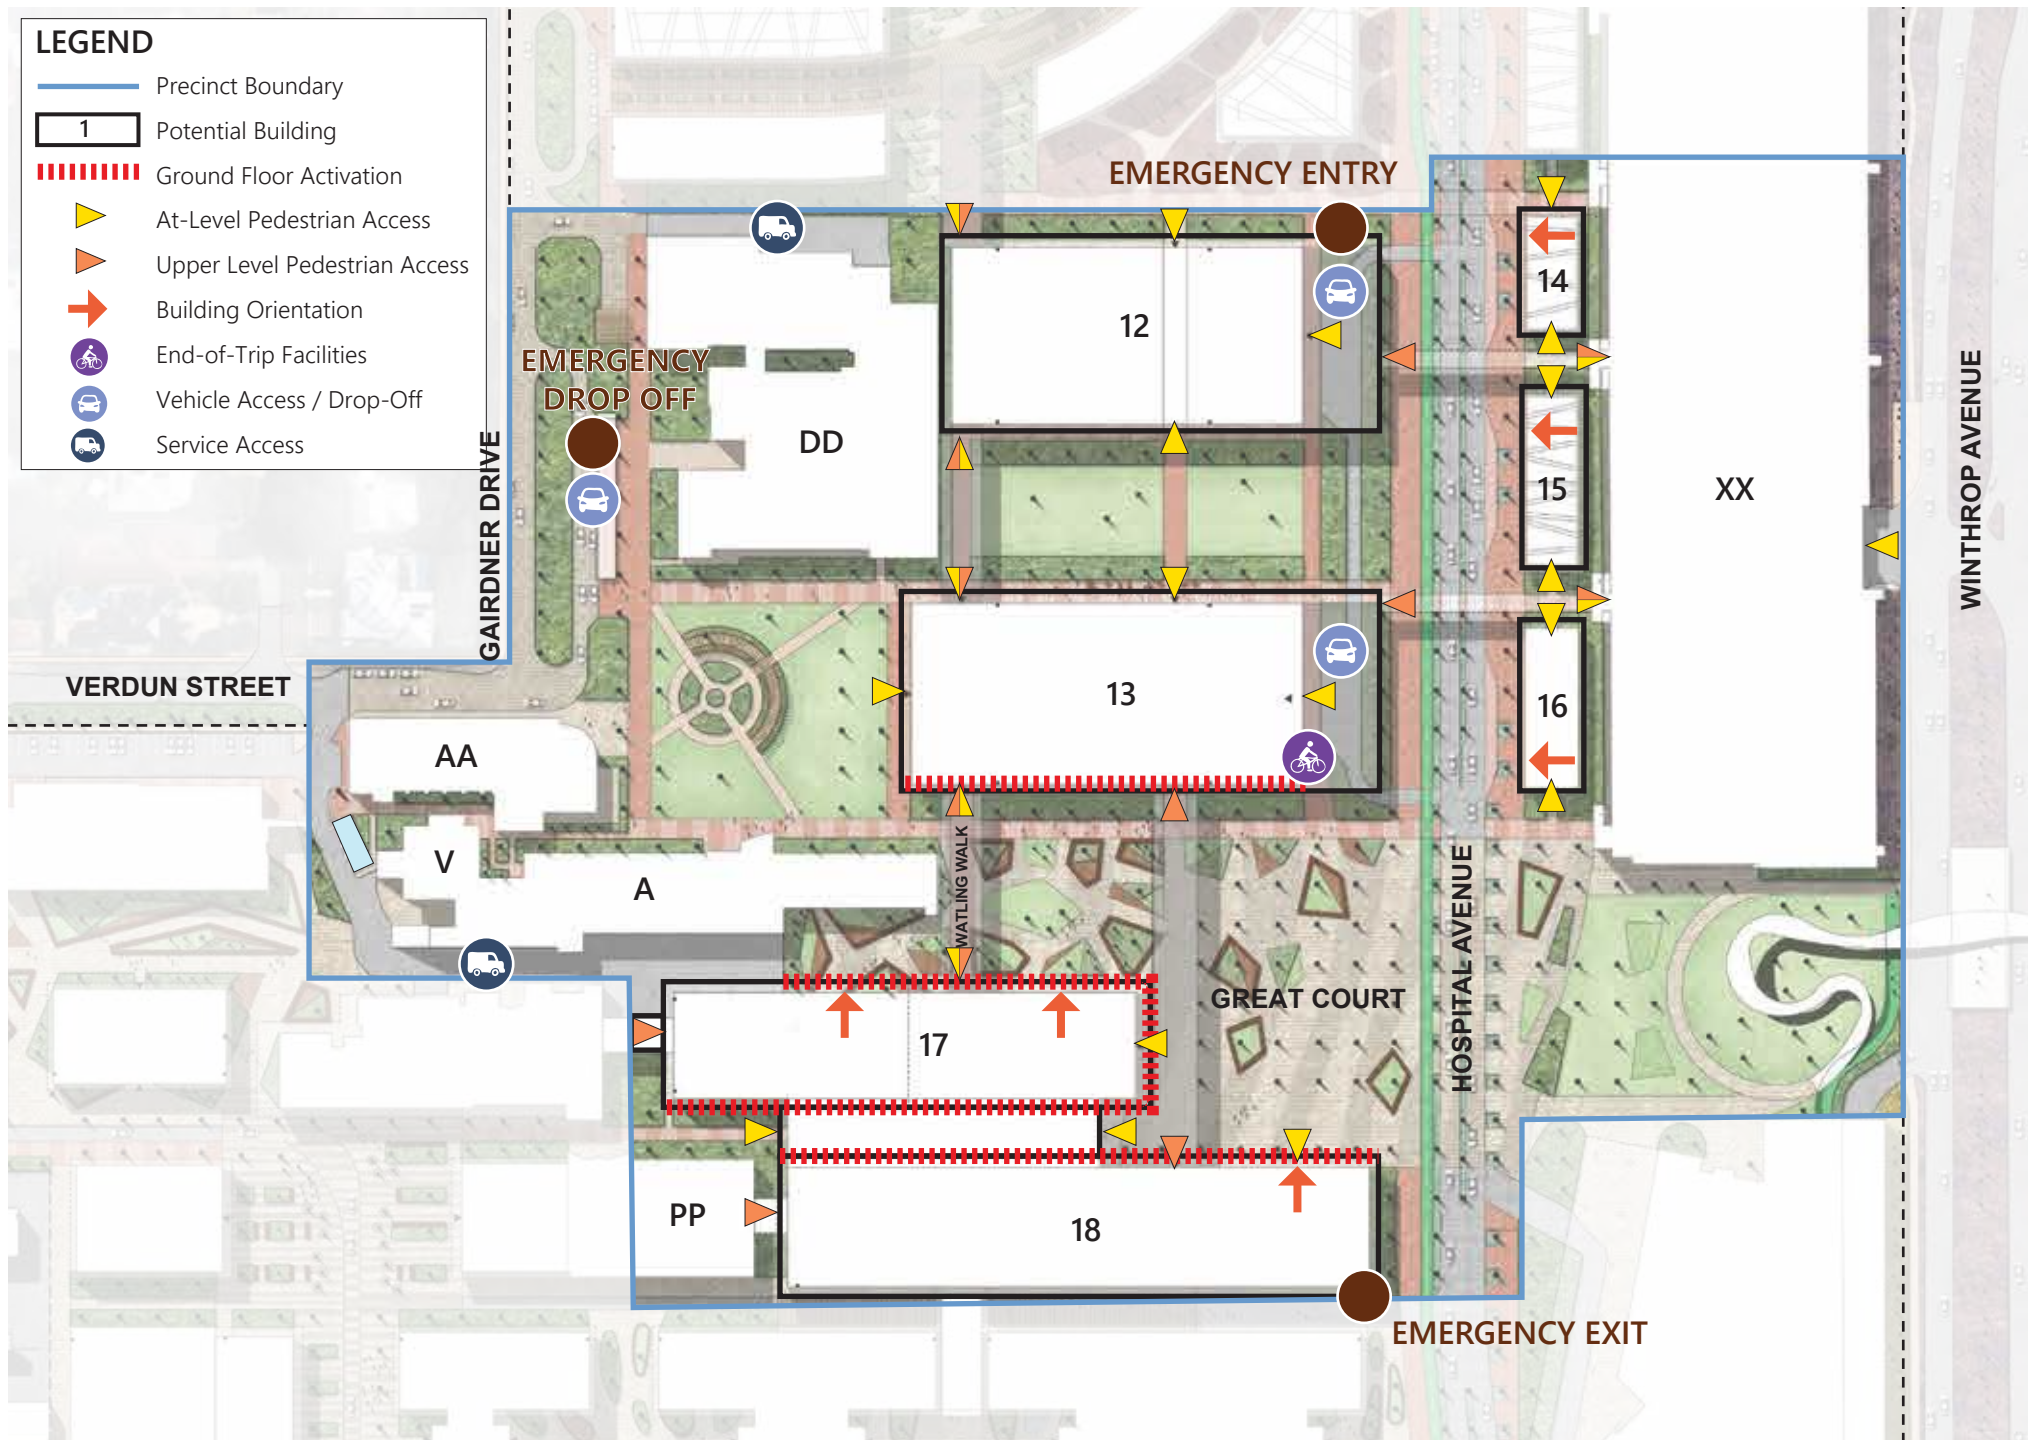 LEGEND
Precinct Boundary
1
Potential Building
Ground Floor Activation
At-Level Pedestrian Access
Upper Level Pedestrian Access
Building Orientation
End-of-Trip Facilities
Vehicle Access / Drop-Off
Service Access
EMERGENCY ENTRY
14
12
EMERGENCY
DROP OFF
DD
15
XX
GAIRDNER DRIVE
WINTHROP AVENUE
VERDUN STREET
13
16
AA
V
A
WATLING WALK
HOSPITAL AVENUE
GREAT COURT
17
PP
18
EMERGENCY EXIT